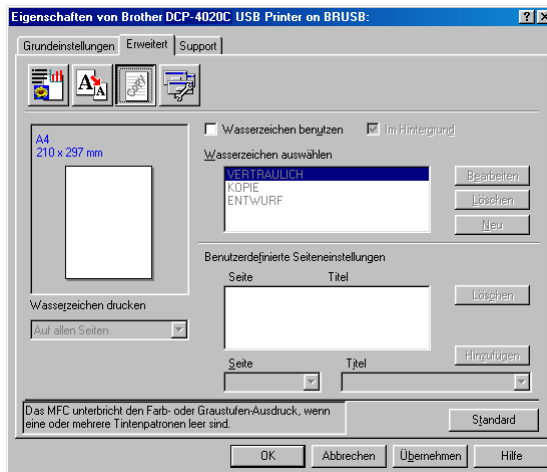 Eigenschaften von Brother DCP-4020C USB Printer on BRUSB:
Grundeinstellungen Erweitert Support
A4
210 x 297 mm
Wasserzeichen benutzen Im Hintergrund
Wasserzeichen auswählen
VERTRAULICH
KOPIE
ENTWURF
Bearbeiten
Löschen
Neu
Benutzerdefinierte Seiteneinstellungen
Seite Titel
Löschen
Wasserzeichen drucken
Auf allen Seiten
Hinzufügen
Seite Titel
Das MFC unterbricht den Farb- oder Graustufen-Ausdruck, wenn
eine oder mehrere Tintenpatronen leer sind.
Standard
OK Abbrechen Übernehmen Hilfe